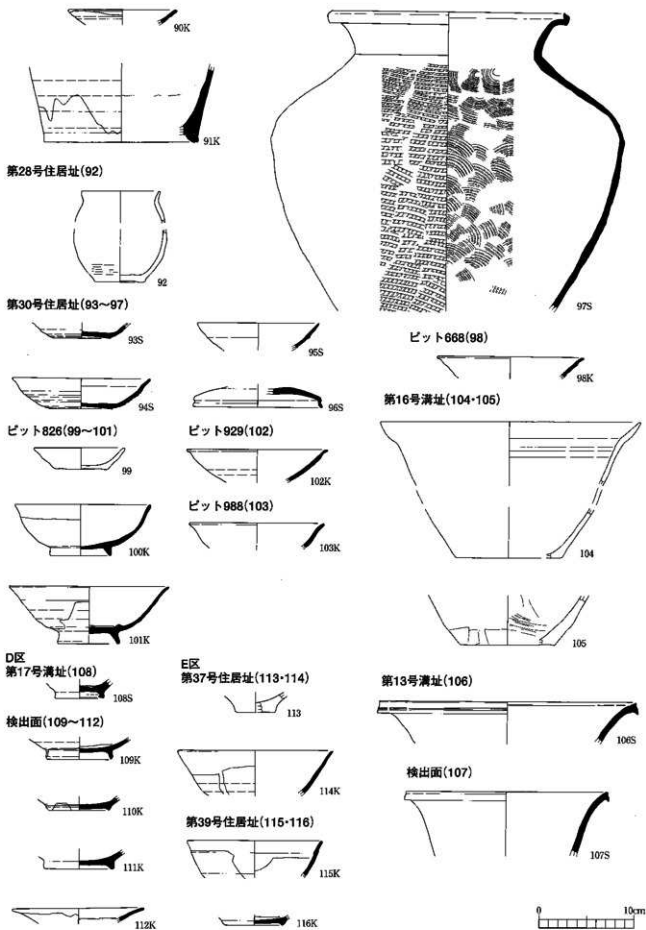 90K
91K
第28号住居址(92)
92
第30号住居址(93〜97)
93S
94S
95S
96S
97S
ピット668(98)
98K
第16号溝址(104・105)
104
105
ピット826(99〜101)
99
100K
101K
ピット929(102)
102K
ピット988(103)
103K
D区
第17号溝址(108)
108S
検出面(109〜112)
109K
110K
111K
112K
E区
第37号住居址(113・114)
113
114K
第39号住居址(115・116)
115K
116K
第13号溝址(106)
106S
検出面(107)
107S
0 10cm